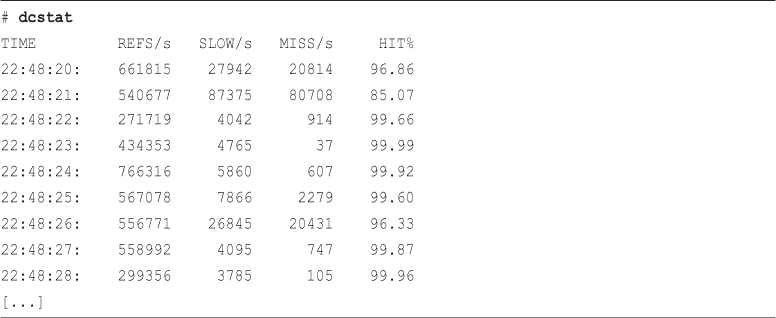 # dcstat
TIME REFS/s SLOW/s MISS/s HIT%
22:48:20: 661815 27942 20814 96.86
22:48:21: 540677 87375 80708 85.07
22:48:22: 271719 4042 914 99.66
22:48:23: 434353 4765 37 99.99
22:48:24: 766316 5860 607 99.92
22:48:25: 567078 7866 2279 99.60
22:48:26: 556771 26845 20431 96.33
22:48:27: 558992 4095 747 99.87
22:48:28: 299356 3785 105 99.96
[...]